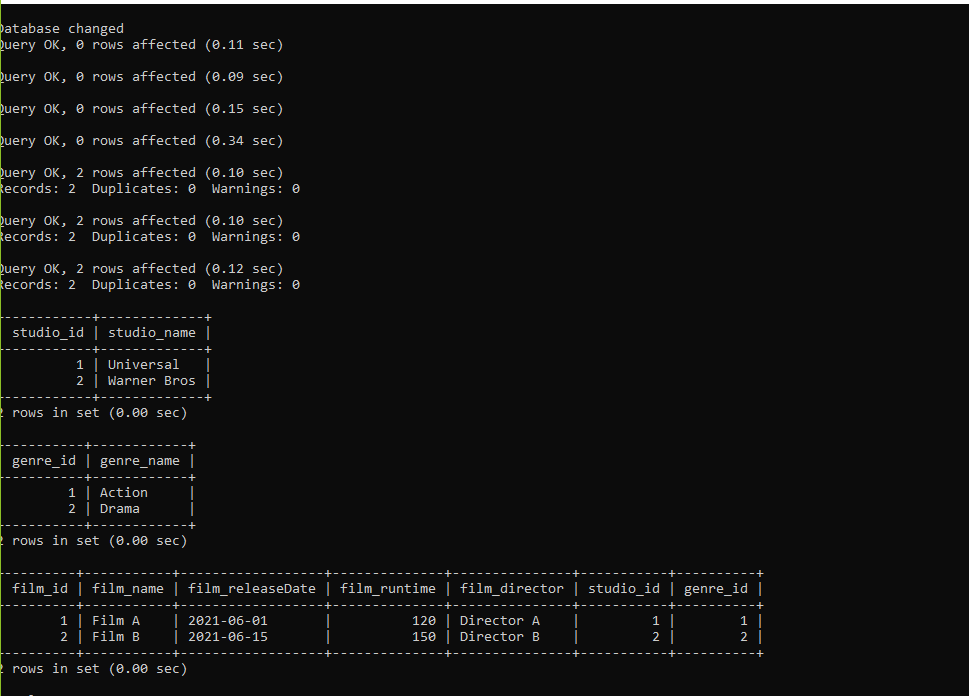 Database changed
Query OK, 0 rows affected (0.11 sec)
Query OK, 0 rows affected (0.09 sec)
Query OK, 0 rows affected (0.15 sec)
Query OK, 0 rows affected (0.34 sec)
Query OK, 2 rows affected (0.10 sec)
Records: 2  Duplicates: 0  Warnings: 0
Query OK, 2 rows affected (0.10 sec)
Records: 2  Duplicates: 0  Warnings: 0
Query OK, 2 rows affected (0.12 sec)
Records: 2  Duplicates: 0  Warnings: 0
studio_id | studio_name |
1 | Universal   |
2 | Warner Bros |
2 rows in set (0.00 sec)
genre_id | genre_name |
1 | Action     |
2 | Drama      |
2 rows in set (0.00 sec)
film_id | film_name | film_releaseDate | film_runtime | film_director | studio_id | genre_id |
1 | Film A    | 2021-06-01       |          120 | Director A    |         1 |        1 |
2 | Film B    | 2021-06-15       |          150 | Director B    |         2 |        2 |
2 rows in set (0.00 sec)